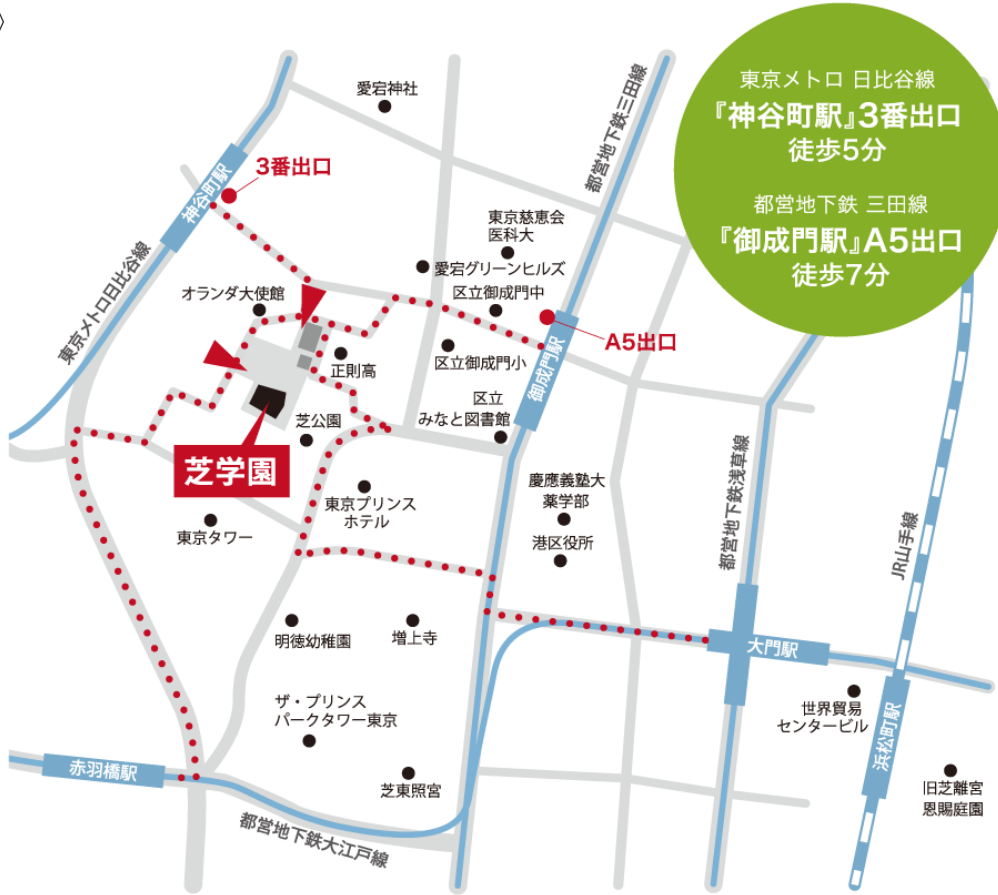 〉
東京メトロ 日比谷線
『神谷町駅』3番出口
徒歩5分
都営地下鉄 三田線
『御成門駅』A5出口
徒歩7分
愛宕神社
都営地下鉄三田線
3番出口
神谷町駅
東京慈恵会
医科大
愛宕グリーンヒルズ
東京メトロ日比谷線
オランダ大使館
区立御成門中
A5出口
御成門駅
正則高
区立御成門小
区立
みなと図書館
芝公園
芝学園
東京プリンス
ホテル
慶應義塾大
薬学部
都営地下鉄浅草線
JR山手線
東京タワー
港区役所
明徳幼稚園
増上寺
大門駅
ザ・プリンス
パークタワー東京
世界貿易
センタービル
浜松町駅
赤羽橋駅
芝東照宮
旧芝離宮
恩賜庭園
都営地下鉄大江戸線